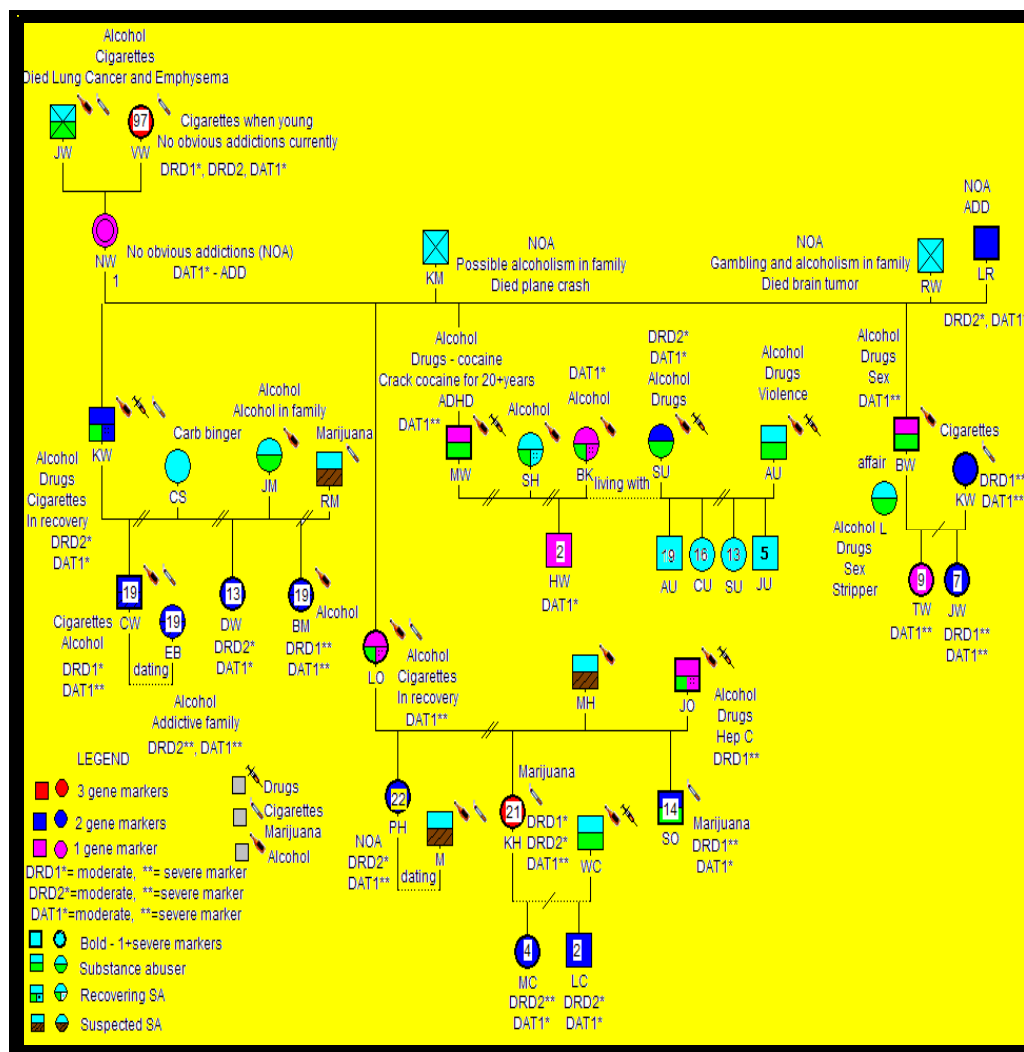 Alcohol
Cigarettes
Died Lung Cancer and Emphysema
97
Cigarettes when young
No obvious addictions currently
JW
VW
DRD1*, DRD2, DAT1*
No obvious addictions (NOA)
DAT1* - ADD
NW
1
KM
NOA
Possible alcoholism in family
Died plane crash
NOA
Gambling and alcoholism in family
Died brain tumor
RW
NOA
ADD
LR
DRD2*, DAT1*
KW
Alcohol
Drugs
Cigarettes
In recovery
DRD2*
DAT1*
Carb binger
CS
Alcohol
Alcohol in family
JM
Marijuana
RM
Alcohol
Drugs - cocaine
Crack cocaine for 20+years
ADHD
DAT1**
MW
Alcohol
SH
DAT1*
Alcohol
BK
living with
DRD2*
DAT1*
Alcohol
Drugs
SU
Alcohol
Drugs
Violence
AU
Alcohol
Drugs
Sex
DAT1**
BW
affair
Cigarettes
KW
DRD1**
DAT1**
L
Alcohol
Drugs
Sex
Stripper
19
CW
Cigarettes
Alcohol
DRD1*
DAT1**
19
EB
dating
Alcohol
Addictive family
DRD2**, DAT1**
13
DW
DRD2*
DAT1*
19
BM
Alcohol
DRD1**
DAT1**
2
HW
DAT1*
19
AU
16
CU
13
SU
5
JU
9
TW
DAT1**
7
JW
DRD1**
DAT1**
LO
Alcohol
Cigarettes
In recovery
DAT1**
MH
JO
Alcohol
Drugs
Hep C
DRD1**
22
PH
NOA
DRD2*
DAT1**
M
dating
Marijuana
21
KH
DRD1*
DRD2*
DAT1**
WC
14
SO
Marijuana
DRD1**
DAT1*
4
MC
DRD2**
DAT1*
2
LC
DRD2*
DAT1*
LEGEND
3 gene markers
2 gene markers
1 gene marker
Drugs
Cigarettes
Marijuana
Alcohol
DRD1*= moderate, **= severe marker
DRD2*=moderate, **=severe marker
DAT1*=moderate, **=severe marker
Bold - 1+severe markers
Substance abuser
Recovering SA
Suspected SA